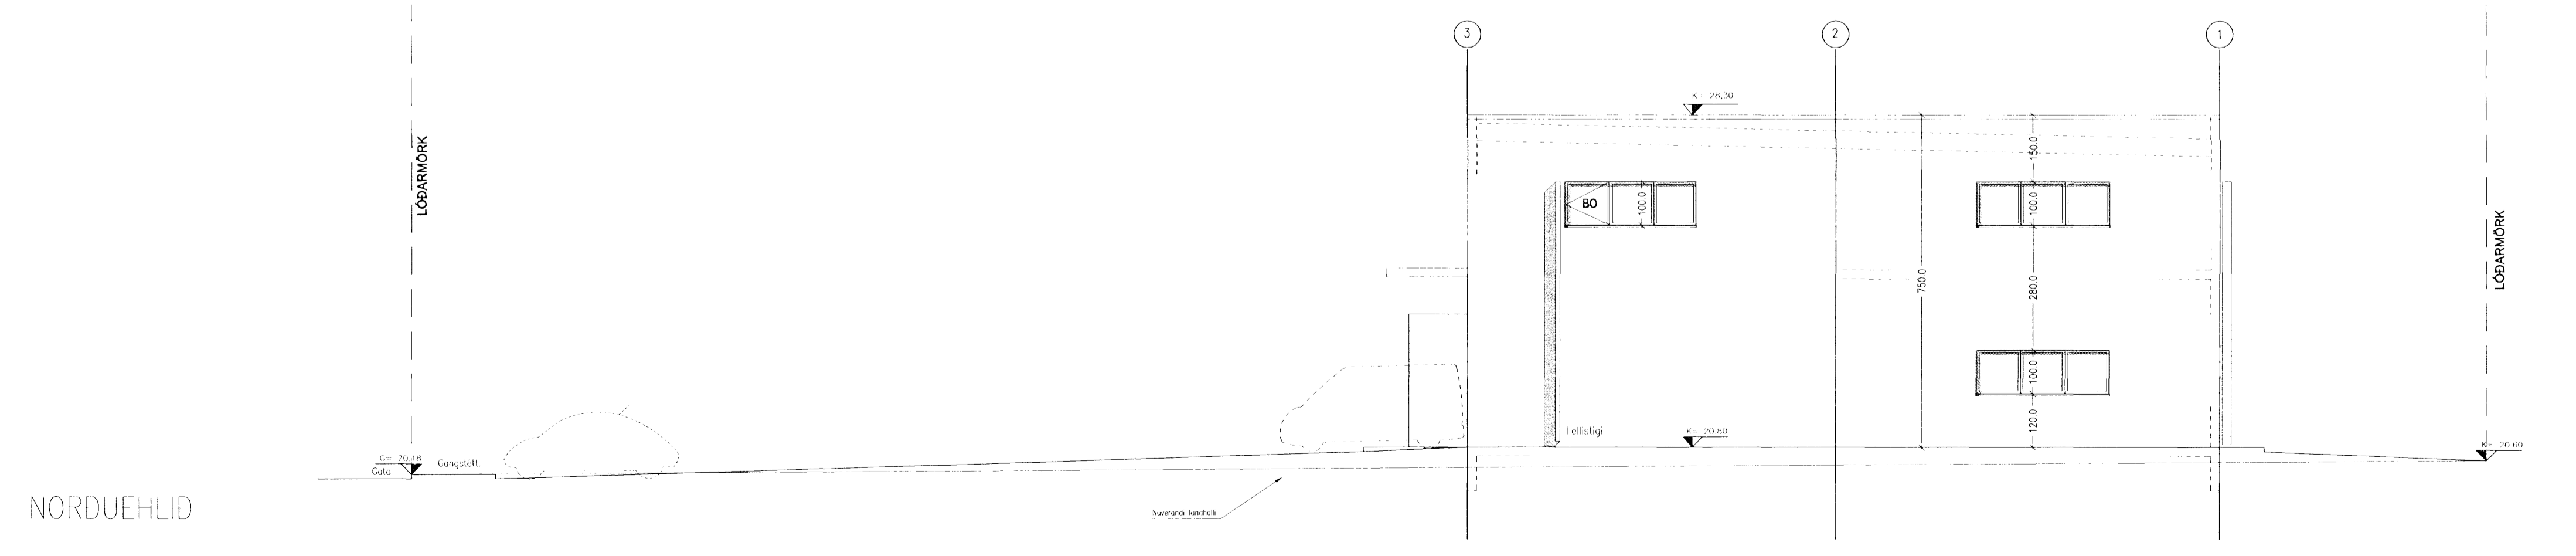 3
2
1
K= 28,30
LÓÐARMÖRK
150.0
BO
100.0
100.0
LÓÐARMÖRK
750.0
280.0
100.0
120.0
Fellistigi
K= 20.80
G= 20.18
Gata
Gangstétt.
K= 20.60
NORÐUEHLIÐ
Núverandi landhalli